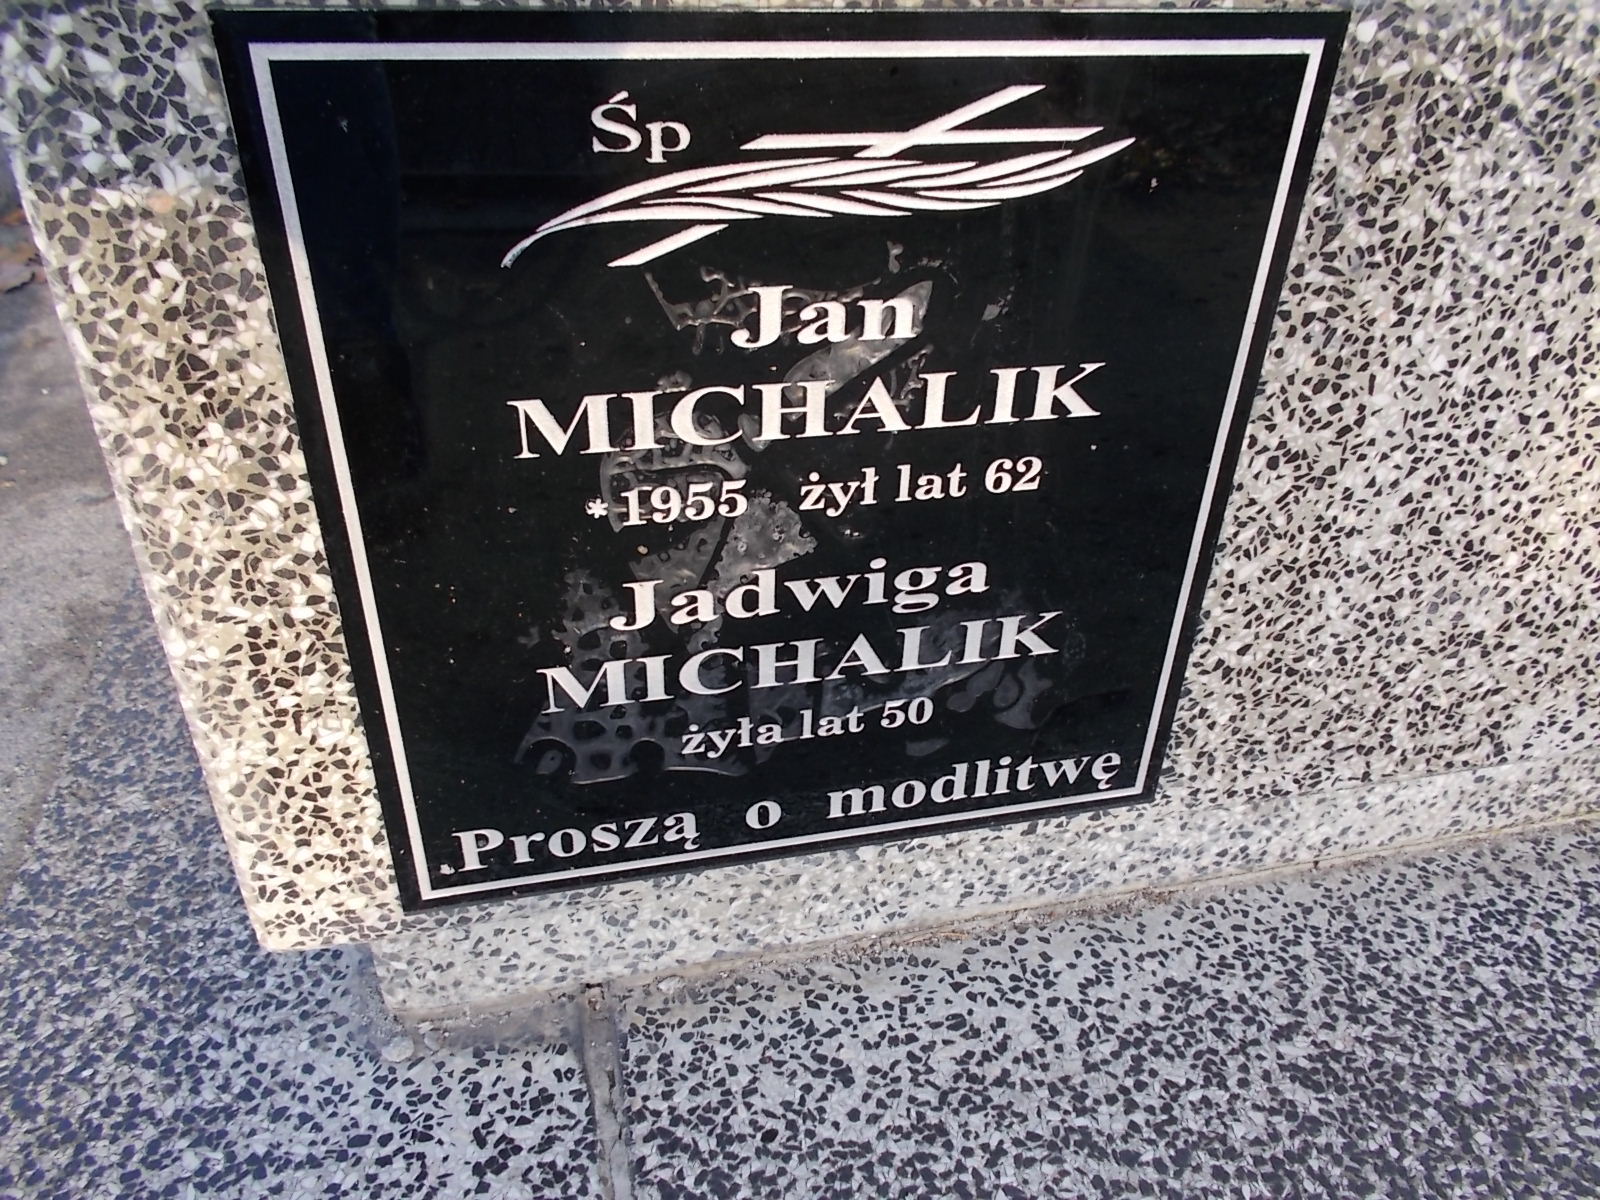 Śp
Jan
MICHALIK
*1955 żył lat 62
Jadwiga
MICHALIK
żyła lat 50
Proszą o modlitwę